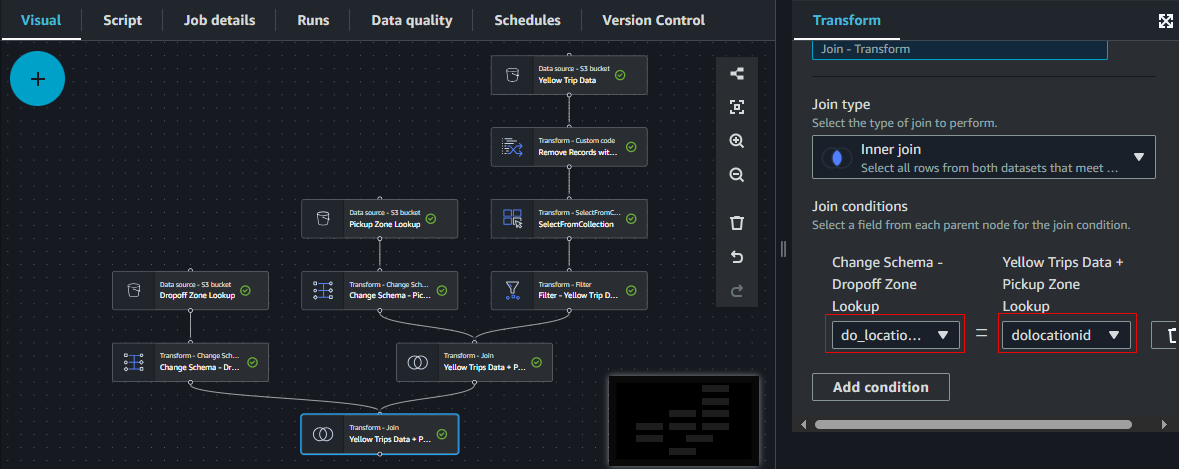 Visual Script Job details Runs Data quality Schedules Version Control
Data source - S3 bucket
Yellow Trip Data
Transform - Custom code
Remove Records wit...
Data source - S3 bucket
Pickup Zone Lookup
Transform - SelectFromC...
SelectFromCollection
Data source - S3 bucket
Dropoff Zone Lookup
Transform - Change Sch...
Change Schema - Pic...
Transform - Filter
Filter - Yellow Trip D...
Transform - Change Sch...
Change Schema - Dr...
Transform - Join
Yellow Trips Data + P...
Transform - Join
Yellow Trips Data + P...
Transform
Join - Transform
Join type
Select the type of join to perform.
Inner join
Select all rows from both datasets that meet ...
Join conditions
Select a field from each parent node for the join condition.
Change Schema -
Dropoff Zone
Lookup
do_locatio...
=
Yellow Trips Data +
Pickup Zone
Lookup
dolocationid
Add condition